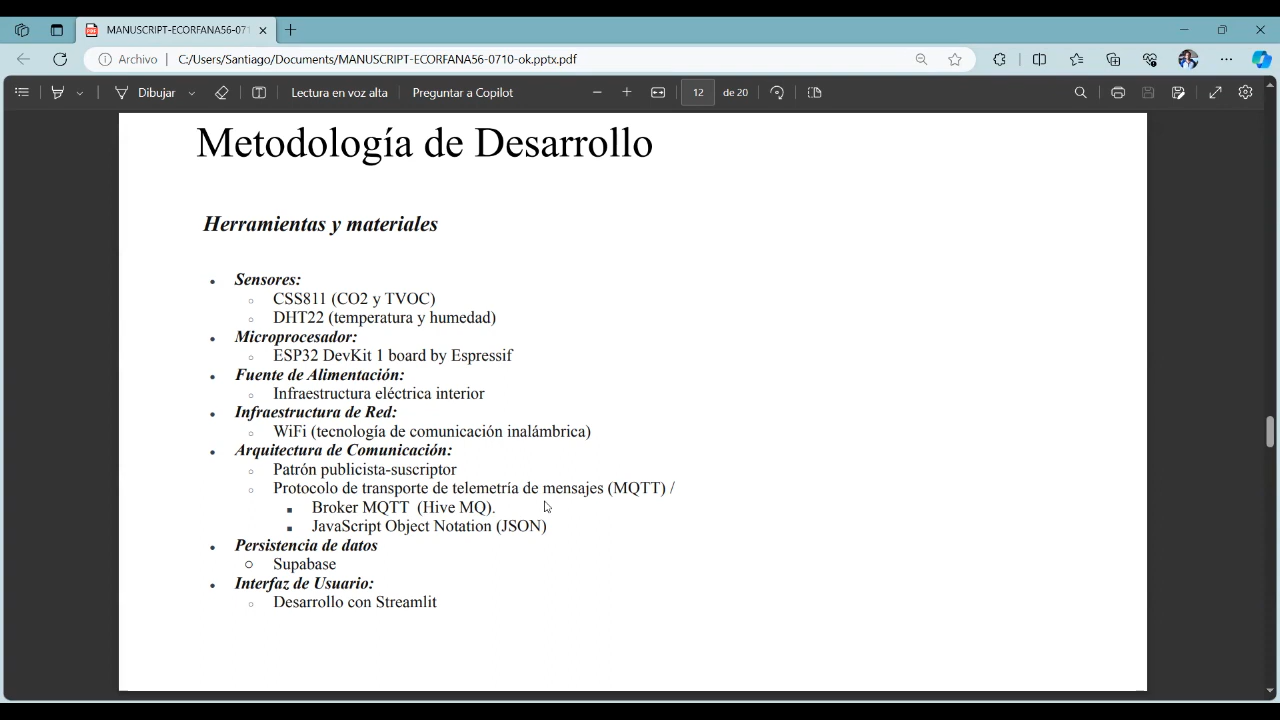 MANUSCRIPT-ECORFANA56-071
Archivo | C:/Users/Santiago/Documents/MANUSCRIPT-ECORFANA56-0710-ok.pptx.pdf
Dibujar Lectura en voz alta Preguntar a Copilot 12 de 20
Metodología de Desarrollo
Herramientas y materiales
Sensores:
CSS811 (CO2 y TVOC)
DHT22 (temperatura y humedad)
Microprocesador:
ESP32 DevKit 1 board by Espressif
Fuente de Alimentación:
Infraestructura eléctrica interior
Infraestructura de Red:
WiFi (tecnología de comunicación inalámbrica)
Arquitectura de Comunicación:
Patrón publicista-suscriptor
Protocolo de transporte de telemetría de mensajes (MQTT) /
Broker MQTT (Hive MQ).
JavaScript Object Notation (JSON)
Persistencia de datos
Supabase
Interfaz de Usuario:
Desarrollo con Streamlit